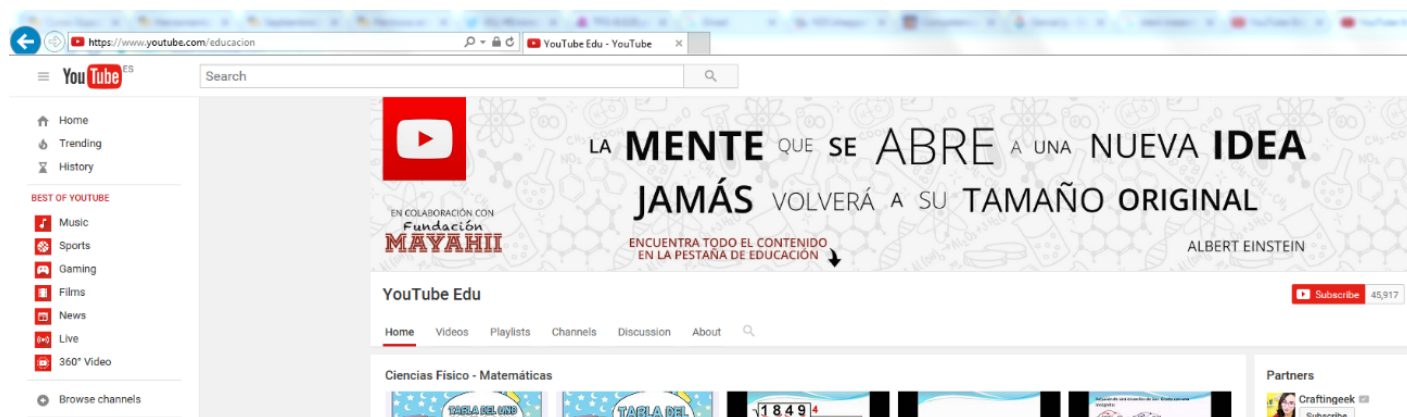 https://www.youtube.com/educacion
YouTube Edu - YouTube
YouTube ES
Search
Home
Trending
History
BEST OF YOUTUBE
Music
Sports
Gaming
Films
News
Live
360° Video
Browse channels
LA MENTE QUE SE ABRE A UNA NUEVA IDEA
JAMÁS VOLVERÁ A SU TAMAÑO ORIGINAL
ALBERT EINSTEIN
EN COLABORACIÓN CON
Fundación
MAYAHII
ENCUENTRA TODO EL CONTENIDO
EN LA PESTAÑA DE EDUCACIÓN
YouTube Edu
Subscribe 45,917
Home Videos Playlists Channels Discussion About
Ciencias Físico - Matemáticas
TABLA DEL UNO
TABLA DEL
1849 4
Partners
Craftingeek
Subscribe